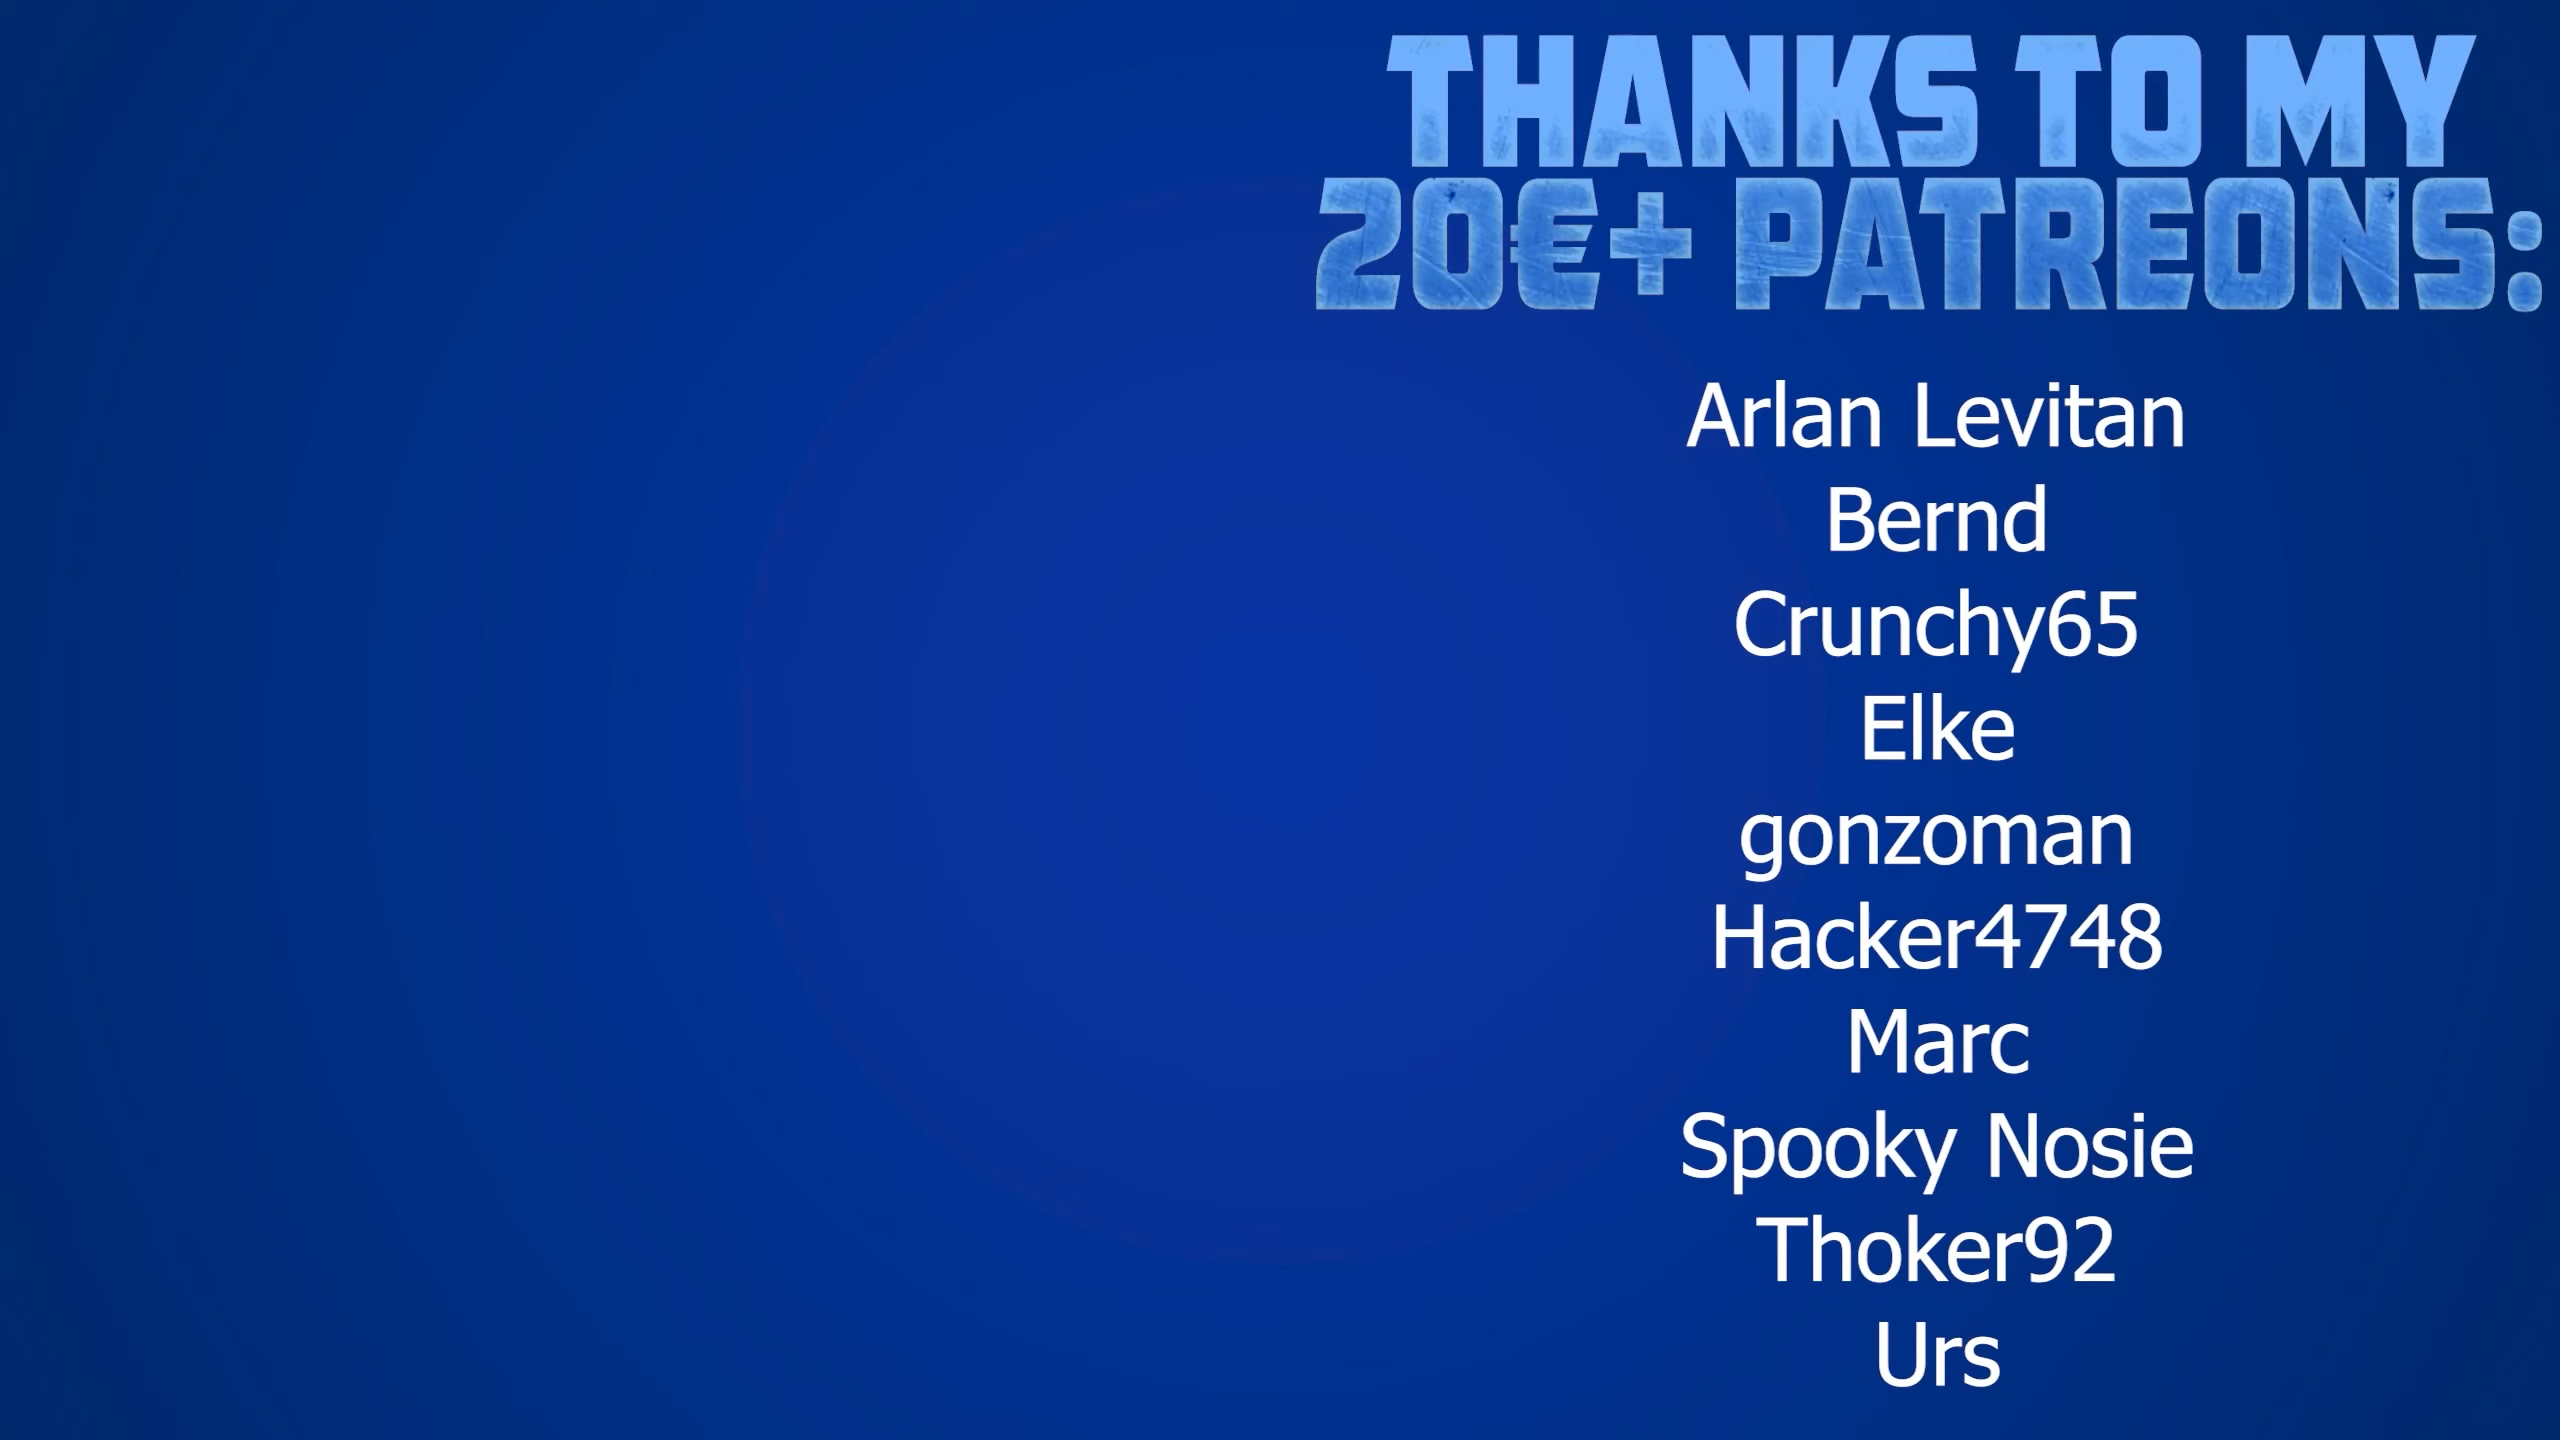 THANKS TO MY
20€+ PATREONS:
Arlan Levitan
Bernd
Crunchy65
Elke
gonzoman
Hacker4748
Marc
Spooky Nosie
Thoker92
Urs